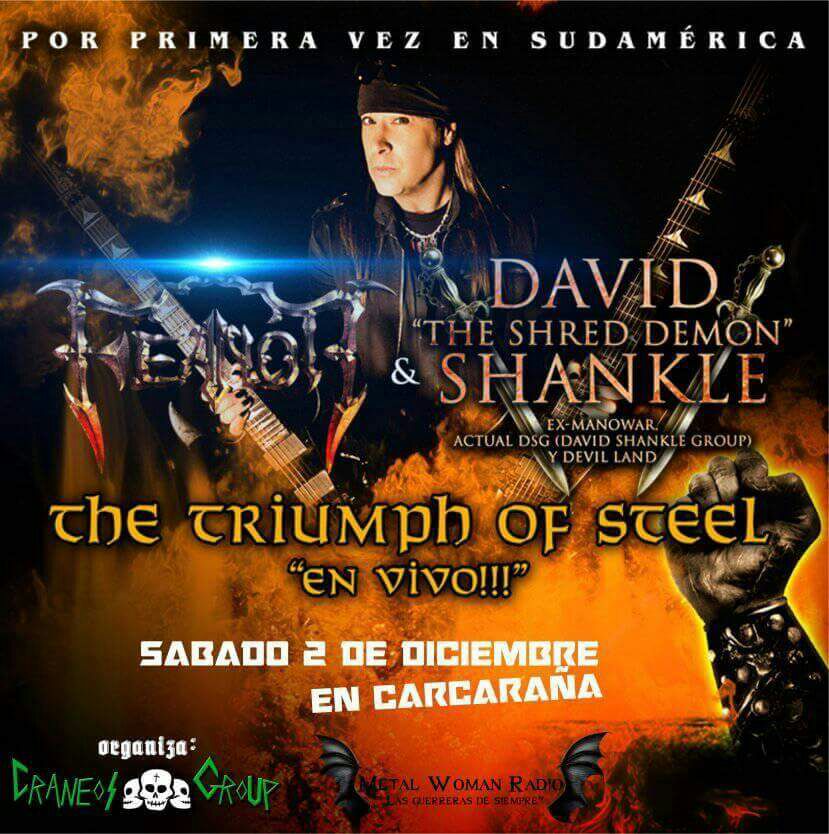 POR PRIMERA VEZ EN SUDAMÉRICA
DAVID
"THE SHRED DEMON"
& SHANKLE
EX-MANOWAR,
ACTUAL DSG (DAVID SHANKLE GROUP)
Y DEVIL LAND
THE TRIUMPH OF STEEL
"EN VIVO!!!"
SABADO 2 DE DICIEMBRE
EN CARCARAÑA
organiza:
CRANEOS GROUP
METAL WOMAN RADIO
"LAS GUERRERAS DE SIEMPRE"